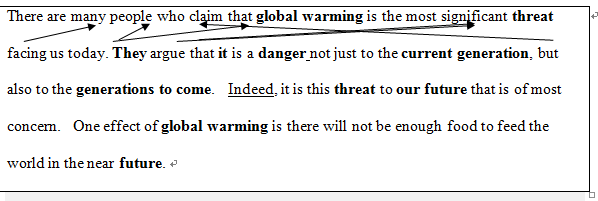 There are many people who claim that global warming is the most significant threat
facing us today. They argue that it is a danger not just to the current generation, but
also to the generations to come. Indeed, it is this threat to our future that is of most
concern. One effect of global warming is there will not be enough food to feed the
world in the near future.